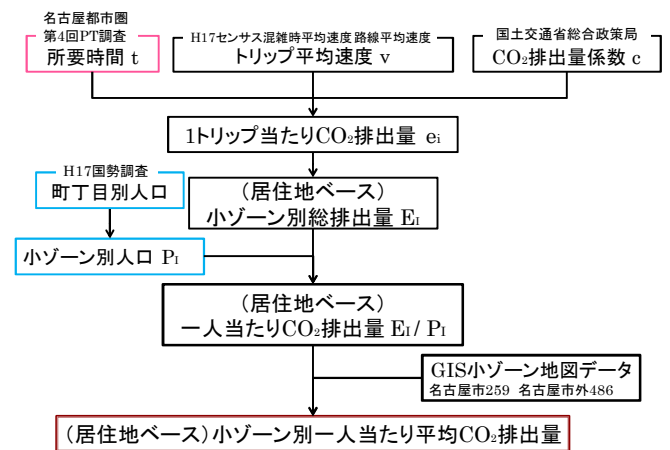 名古屋都市圏
第4回PT調査
所要時間 t
H17センサス混雑時平均速度 路線平均速度
トリップ平均速度 v
国土交通省総合政策局
CO₂排出量係数 c
1トリップ当たりCO₂排出量 eᵢ
H17国勢調査
町丁目別人口
(居住地ベース)
小ゾーン別総排出量 EI
小ゾーン別人口 PI
(居住地ベース)
一人当たりCO₂排出量 EI / PI
GIS小ゾーン地図データ
名古屋市259 名古屋市外486
(居住地ベース)小ゾーン別一人当たり平均CO₂排出量